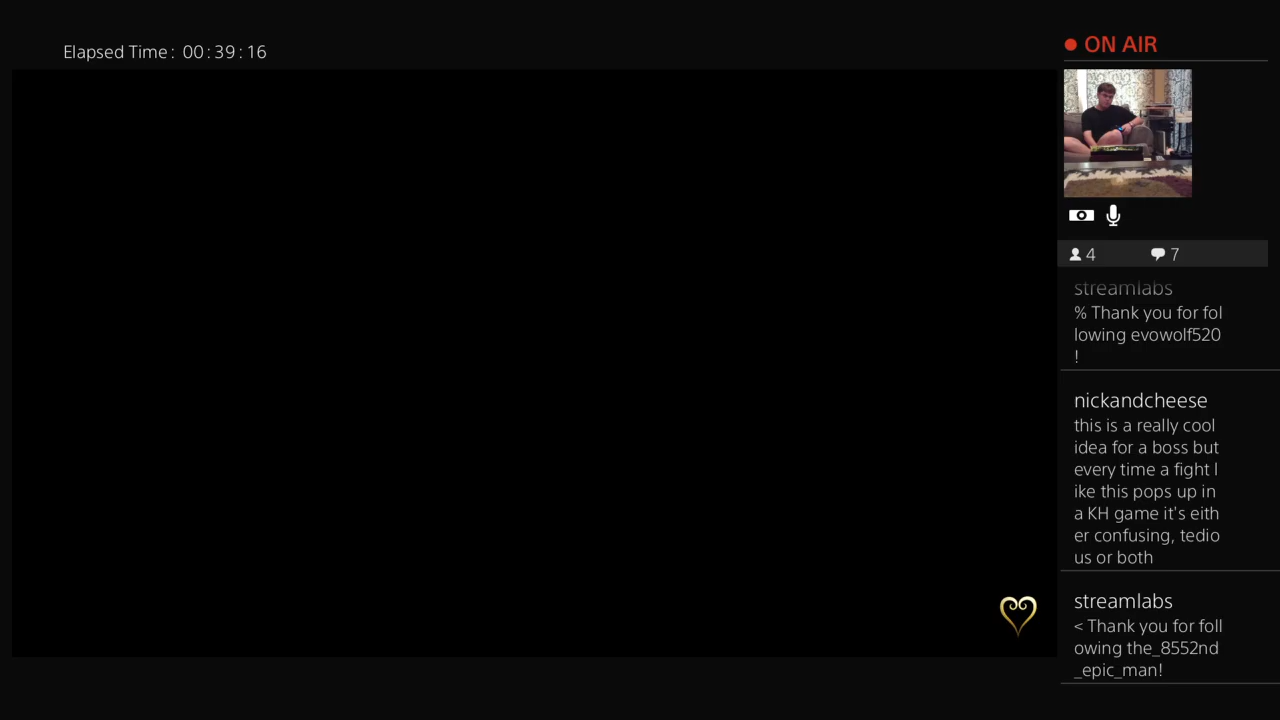 Elapsed Time: 00:39:16
ON AIR
4
7
streamlabs
% Thank you for fol
lowing evowolf520
!
nickandcheese
this is a really cool
idea for a boss but
every time a fight l
ike this pops up in
a KH game it's eith
er confusing, tedio
us or both
streamlabs
< Thank you for foll
owing the_8552nd
_epic_man!